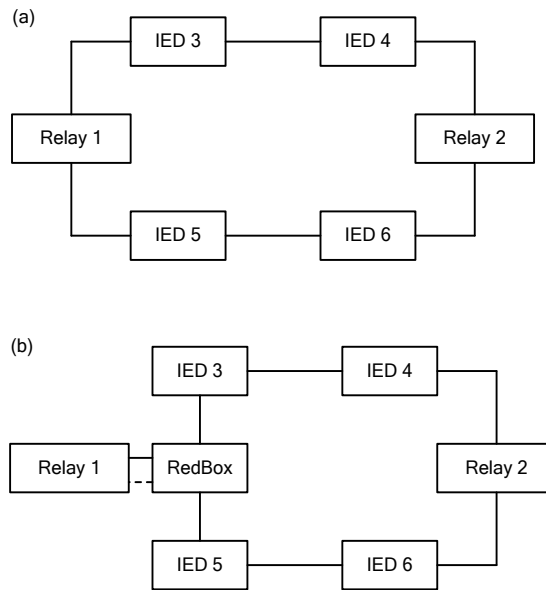 (a)
IED 3
IED 4
Relay 1
Relay 2
IED 5
IED 6
(b)
IED 3
IED 4
Relay 1
RedBox
Relay 2
IED 5
IED 6